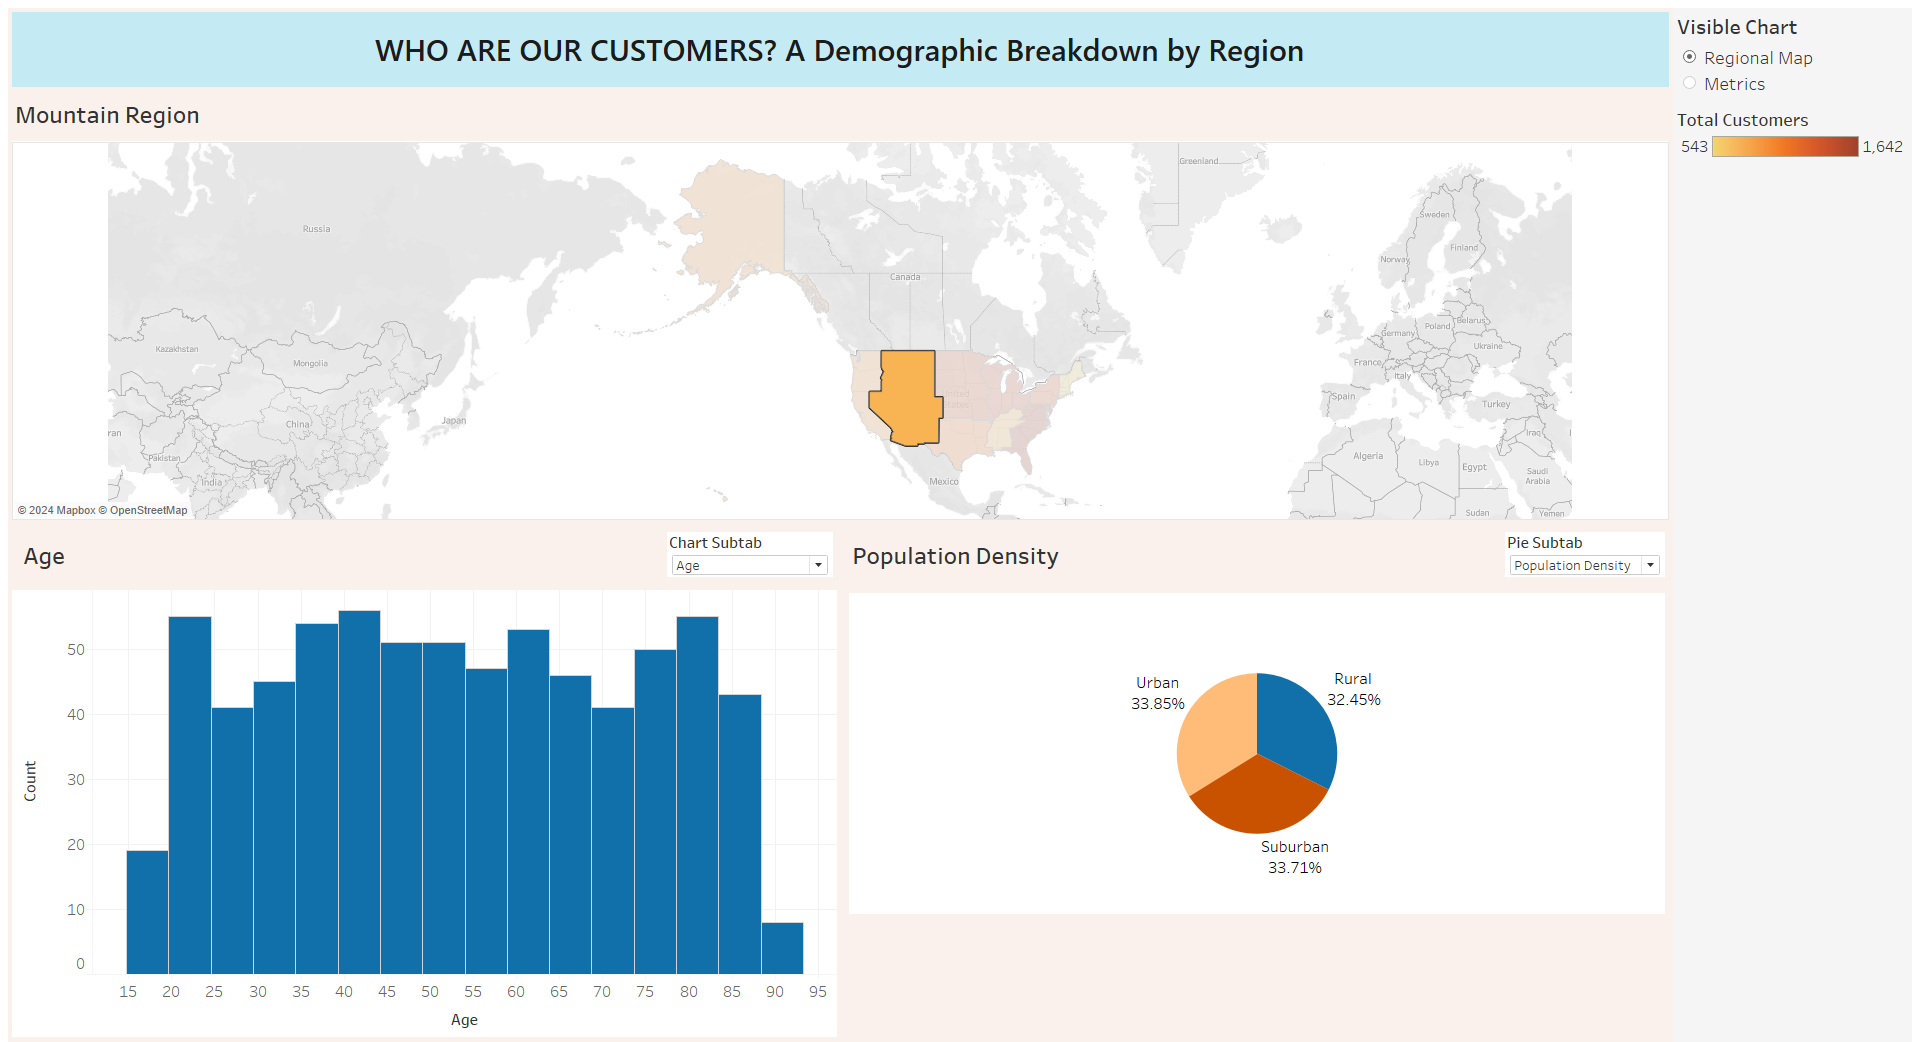 WHO ARE OUR CUSTOMERS? A Demographic Breakdown by Region
Visible Chart
Regional Map
Metrics
Total Customers
543
1,642
Mountain Region
Greenland
Russia
Sweden
Finland
Norway
Canada
Kazakhstan
Mongolia
Germany
Poland
Belarus
Ukraine
France
Italy
Spain
Turkey
Japan
China
Pakistan
India
Iraq
Algeria
Libya
Egypt
Saudi
Arabia
Mexico
Sudan
Yemen
© 2024 Mapbox © OpenStreetMap
Age
Chart Subtab
Age
Population Density
Pie Subtab
Population Density
50
40
30
20
10
0
Count
15 20 25 30 35 40 45 50 55 60 65 70 75 80 85 90 95
Age
Urban
33.85%
Rural
32.45%
Suburban
33.71%